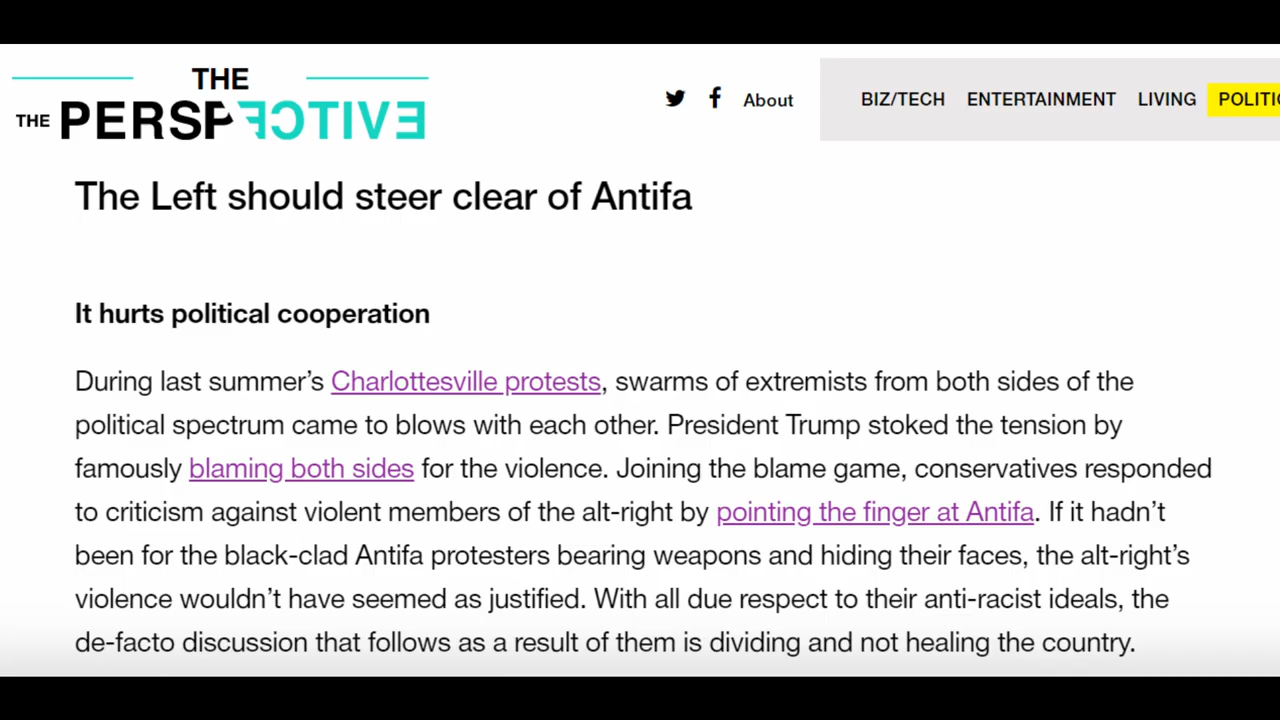 THE
THE PERSPECTIVE
About
BIZ/TECH ENTERTAINMENT LIVING POLITIC
The Left should steer clear of Antifa
It hurts political cooperation
During last summer’s Charlottesville protests, swarms of extremists from both sides of the
political spectrum came to blows with each other. President Trump stoked the tension by
famously blaming both sides for the violence. Joining the blame game, conservatives responded
to criticism against violent members of the alt-right by pointing the finger at Antifa. If it hadn’t
been for the black-clad Antifa protesters bearing weapons and hiding their faces, the alt-right’s
violence wouldn’t have seemed as justified. With all due respect to their anti-racist ideals, the
de-facto discussion that follows as a result of them is dividing and not healing the country.